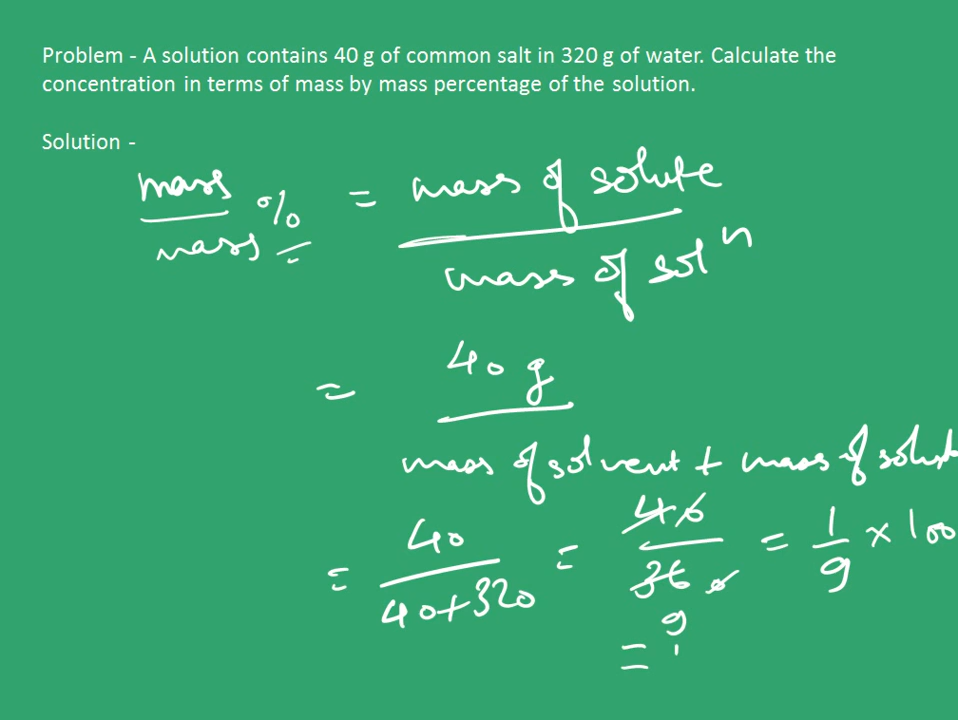 Problem - A solution contains 40 g of common salt in 320 g of water. Calculate the
concentration in terms of mass by mass percentage of the solution.
Solution -
mass/mass % = mass of solute/mass of solⁿ
= 40 g/mass of solvent + mass of solute
= 40/40+320 = 40/360 = 1/9 x 100
9
=